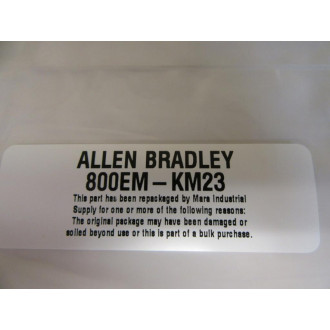 ALLEN BRADLEY
800EM-KM23
This part has been repackaged by Mara Industrial
Supply for one or more of the following reasons:
The original package may have been damaged or
soiled beyond use or this is part of a bulk purchase.